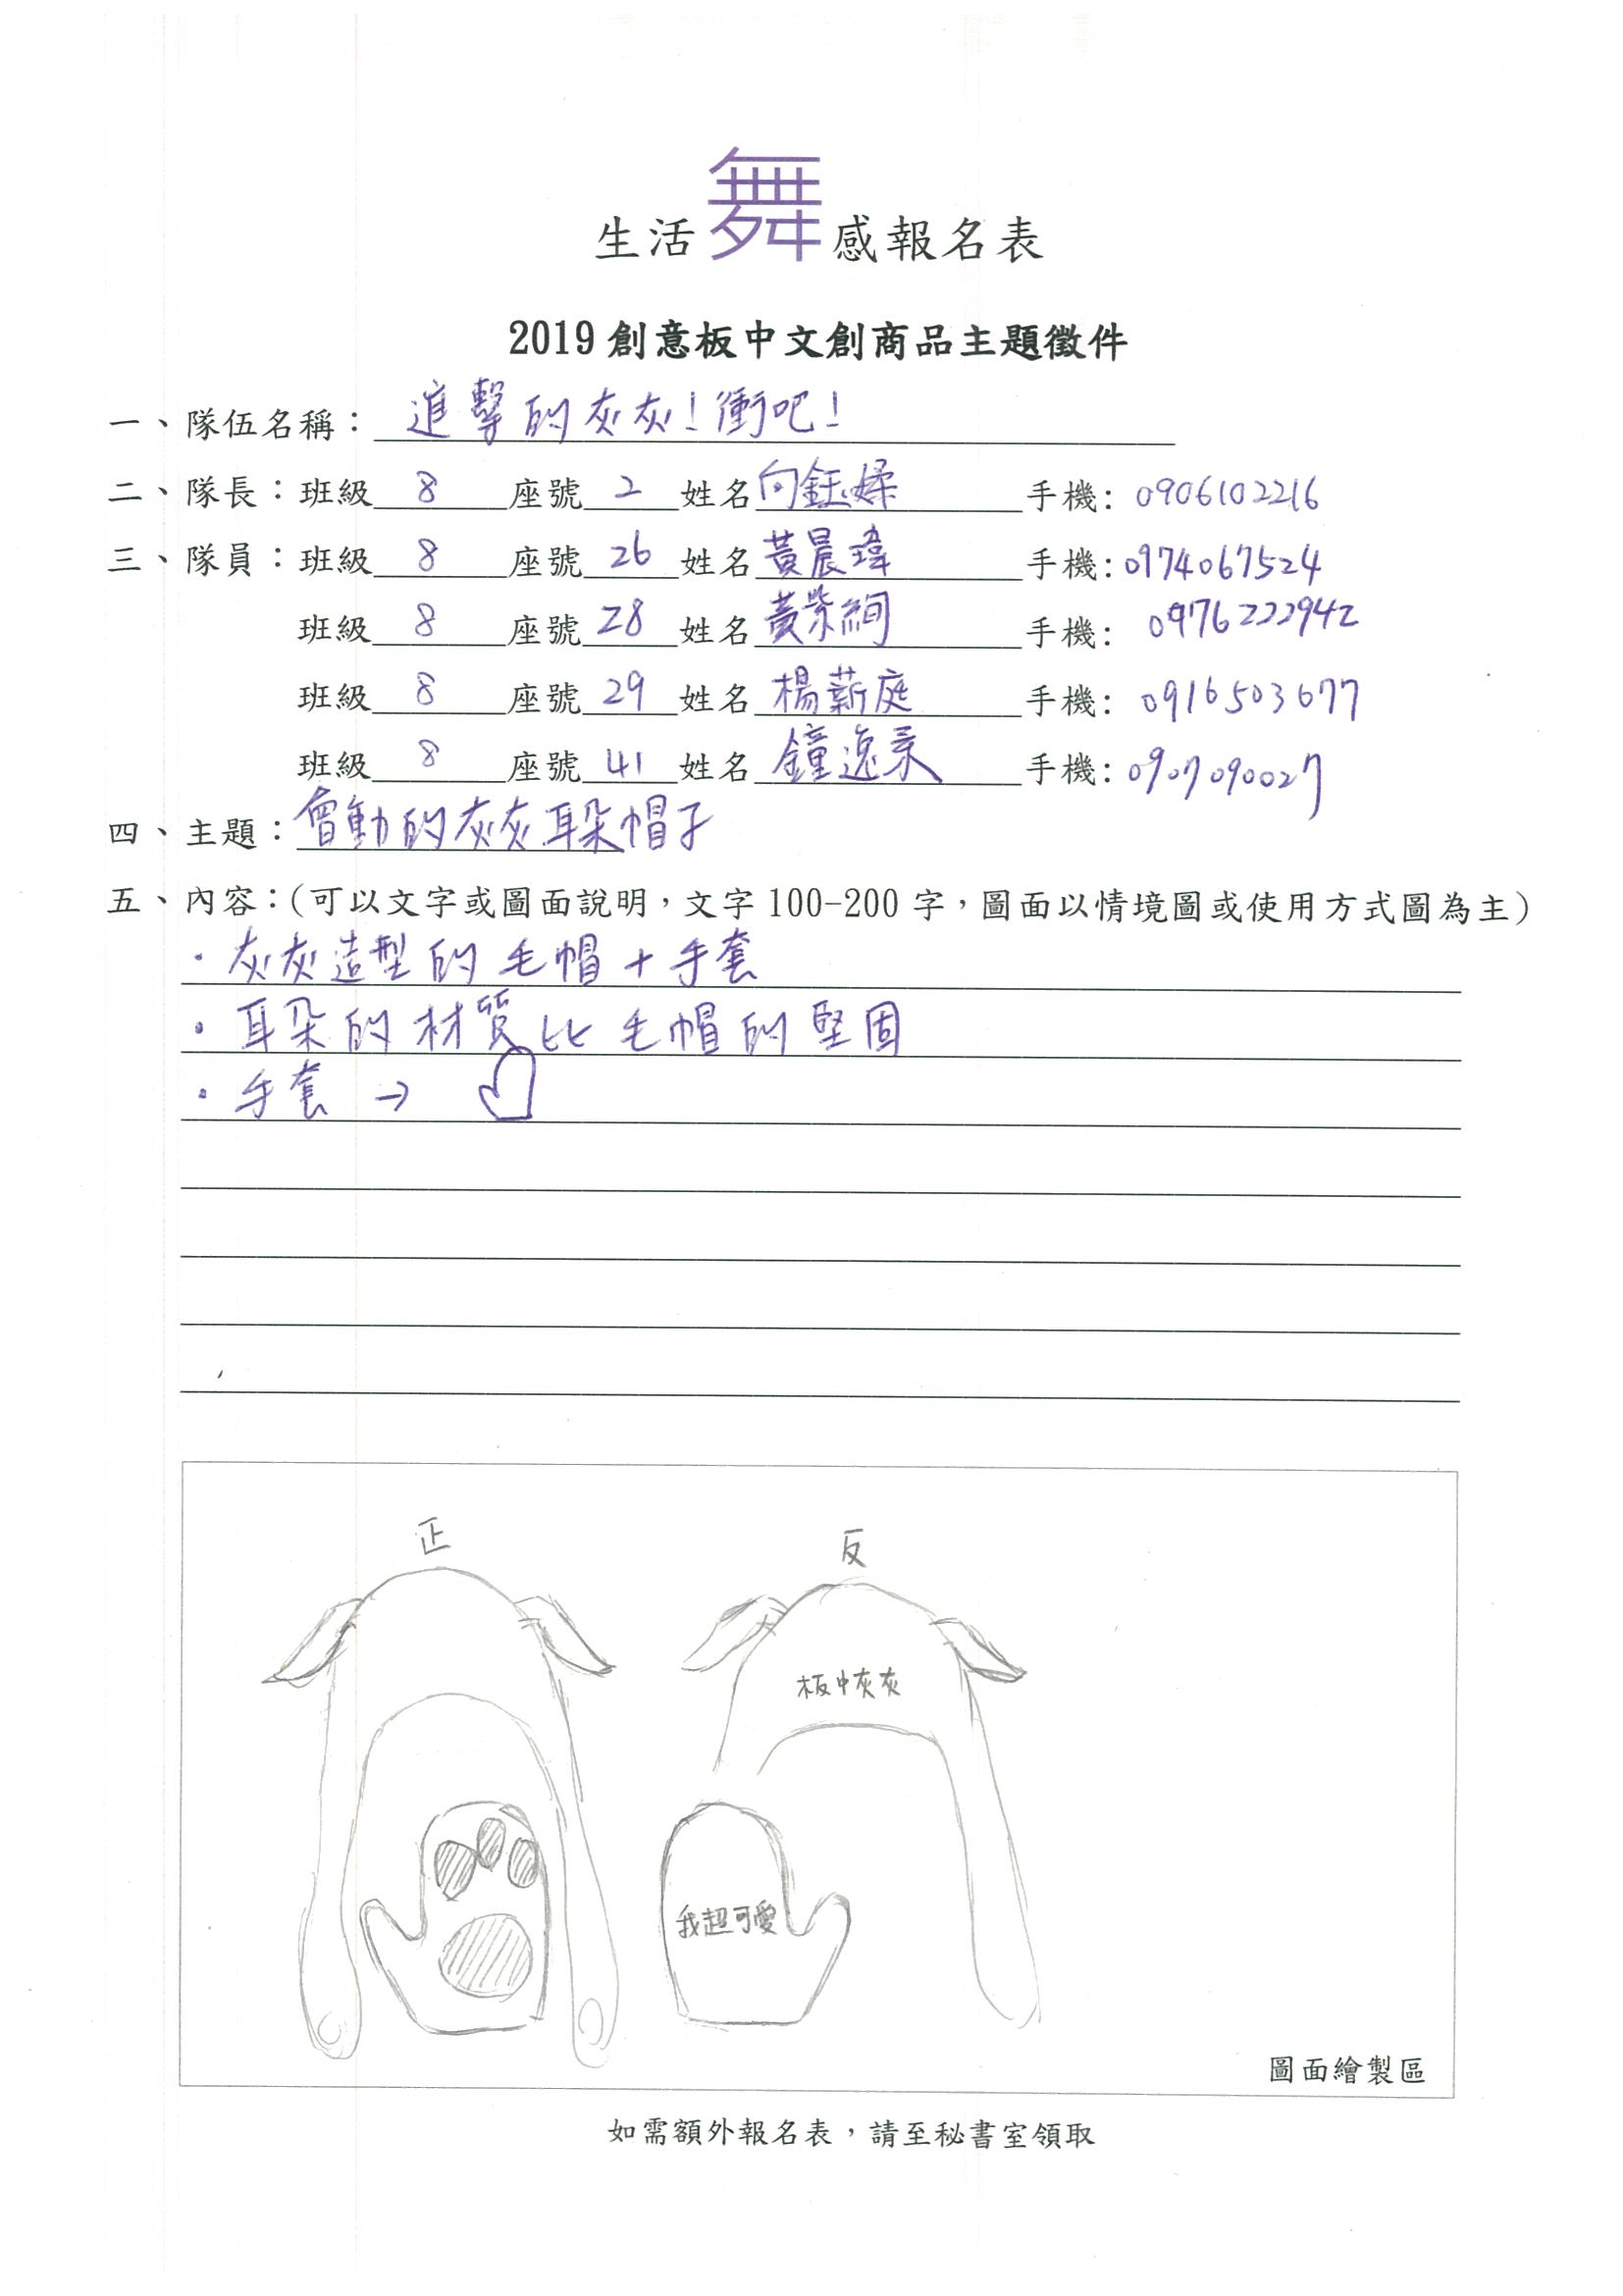 生活舞感報名表
2019創意板中文創商品主題徵件
一、隊伍名稱：進擊的灰灰!衝吧!
二、隊長：班級 8 座號 2 姓名 向鈺媃 手機: 0906102216
三、隊員：班級 8 座號 26 姓名 黃晨瑋 手機: 0974067524
班級 8 座號 28 姓名 黃紫絢 手機: 0976222942
班級 8 座號 29 姓名 楊薪庭 手機: 0916503677
班級 8 座號 41 姓名 鐘逸 手機: 0907090027
四、主題：會動的灰灰耳朵帽子
五、內容：(可以文字或圖面說明，文字100-200字，圖面以情境圖或使用方式圖為主)
·灰灰造型的毛帽+手套
·耳朵的材質比毛帽的堅固
·手套→
正 反
板中灰灰
我超可愛
圖面繪製區
如需額外報名表，請至秘書室領取